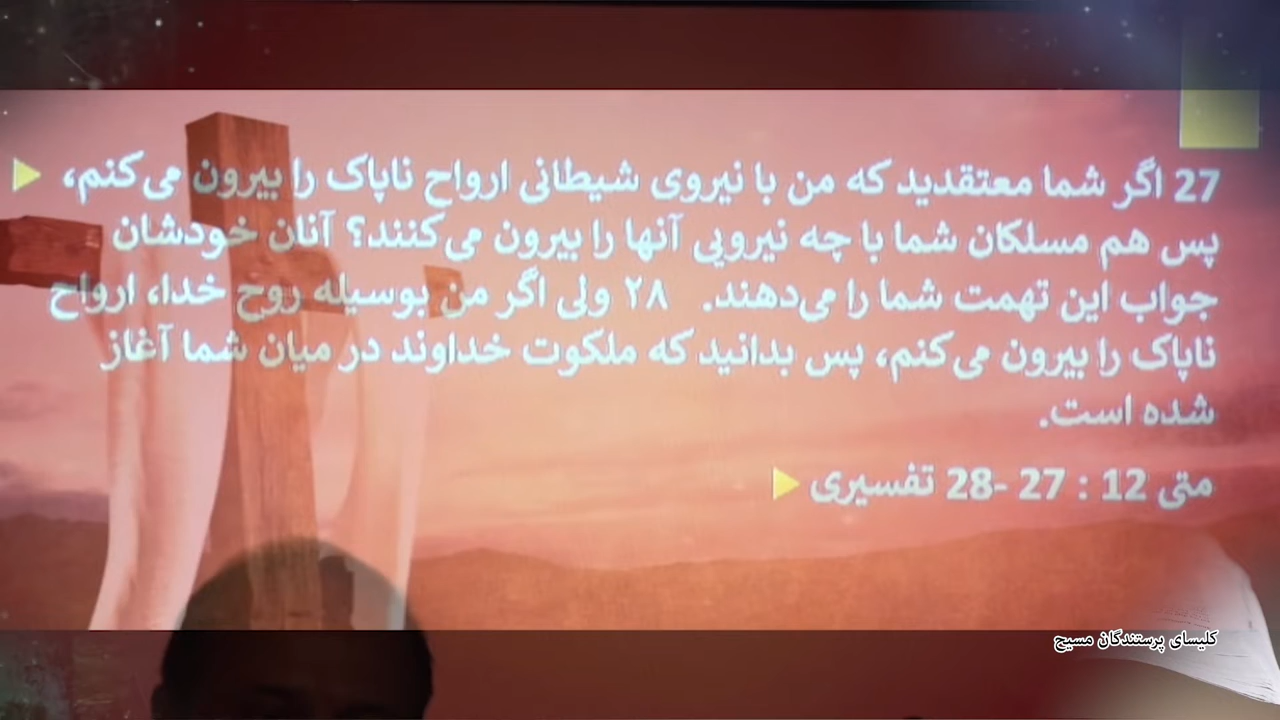 27 اگر شما معتقدید که من با نیروی شیطانی ارواح ناپاک را بیرون می‌کنم،
پس هم مسلکان شما با چه نیرویی آنها را بیرون می‌کنند؟ آنان خودشان
جواب این تهمت شما را می‌دهند. ۲۸ ولی اگر من بوسیله روح خدا، ارواح
ناپاک را بیرون می‌کنم، پس بدانید که ملکوت خداوند در میان شما آغاز
شده است.
متی 12 : 27 -28 تفسیری
کلیسای پرستندگان مسیح